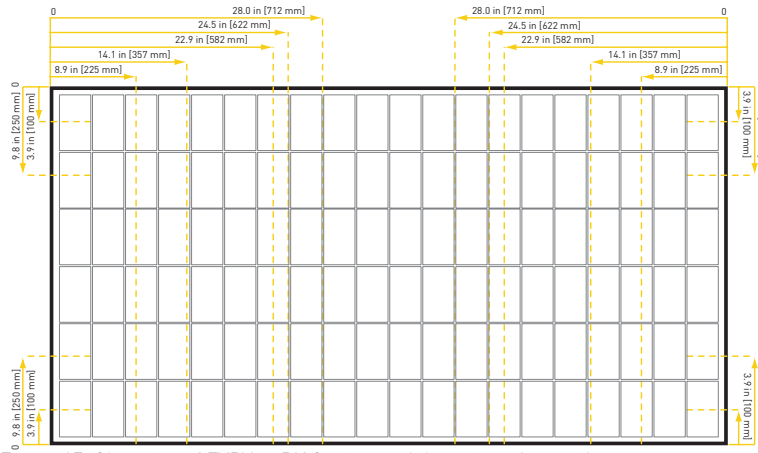 0
28.0 in [712 mm]
28.0 in [712 mm]
0
24.5 in [622 mm]
24.5 in [622 mm]
22.9 in [582 mm]
22.9 in [582 mm]
14.1 in [357 mm]
14.1 in [357 mm]
8.9 in [225 mm]
8.9 in [225 mm]
0
9.8 in [250 mm]
3.9 in [100 mm]
3.9 in
[100 mm]
9.8 in [250 mm]
3.9 in [100 mm]
0
3.9 in [100 mm]